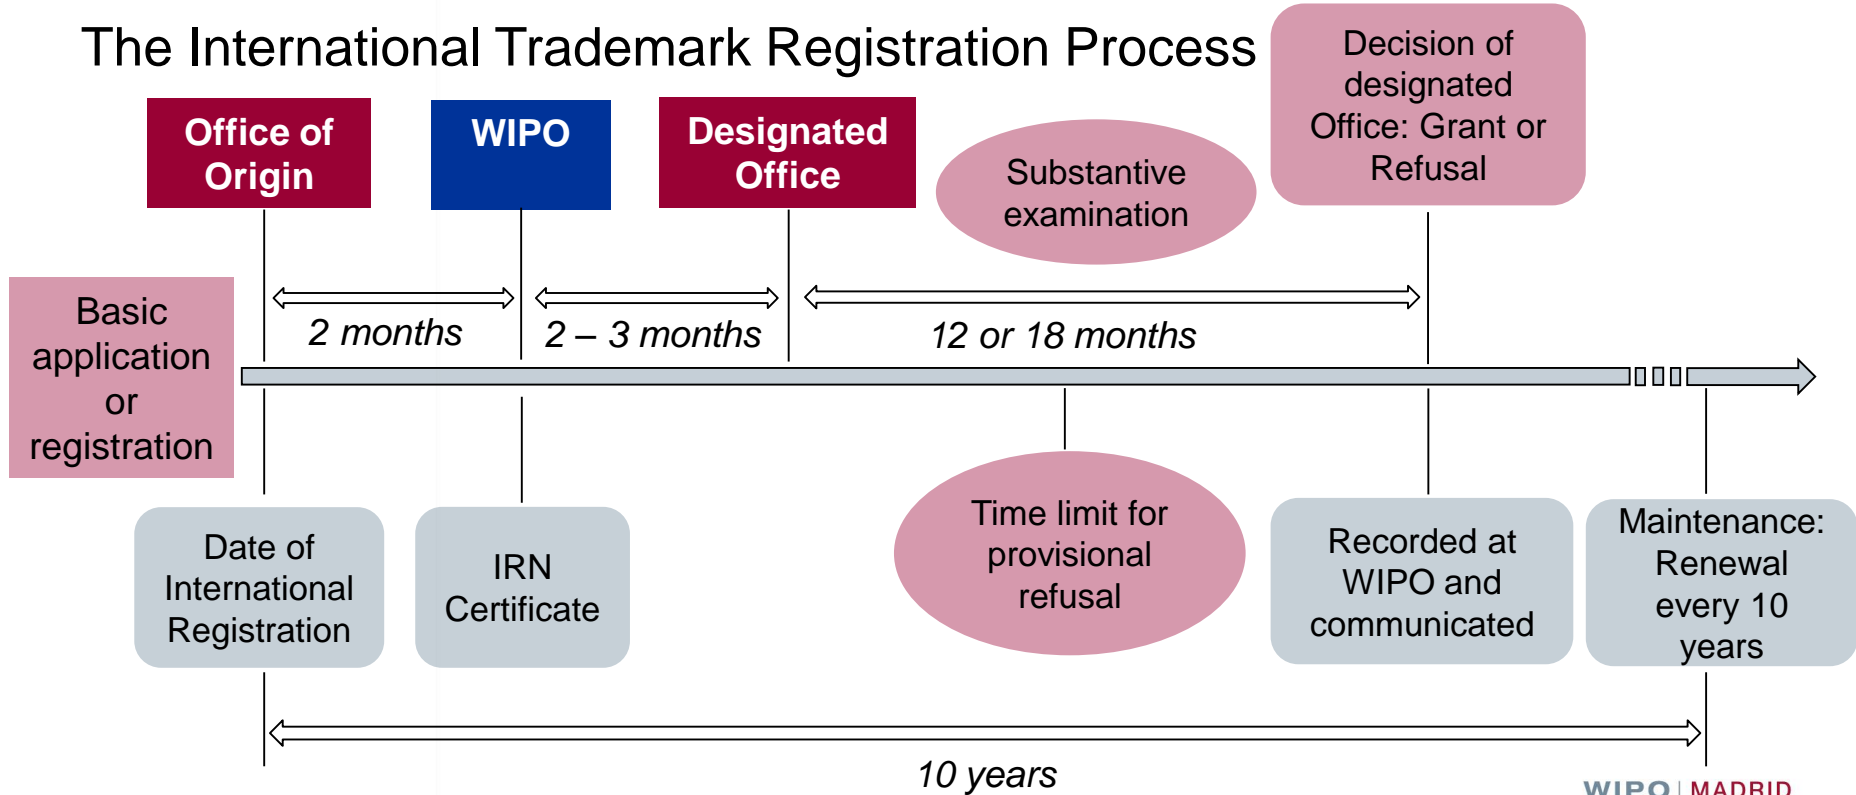 The International Trademark Registration Process
Decision of
designated
Office: Grant or
Refusal
Office of
Origin
WIPO
Designated
Office
Substantive
examination
Basic
application
or
registration
2 months
2 – 3 months
12 or 18 months
Date of
International
Registration
IRN
Certificate
Time limit for
provisional
refusal
Recorded at
WIPO and
communicated
Maintenance:
Renewal
every 10
years
10 years
WIPO | MADRID